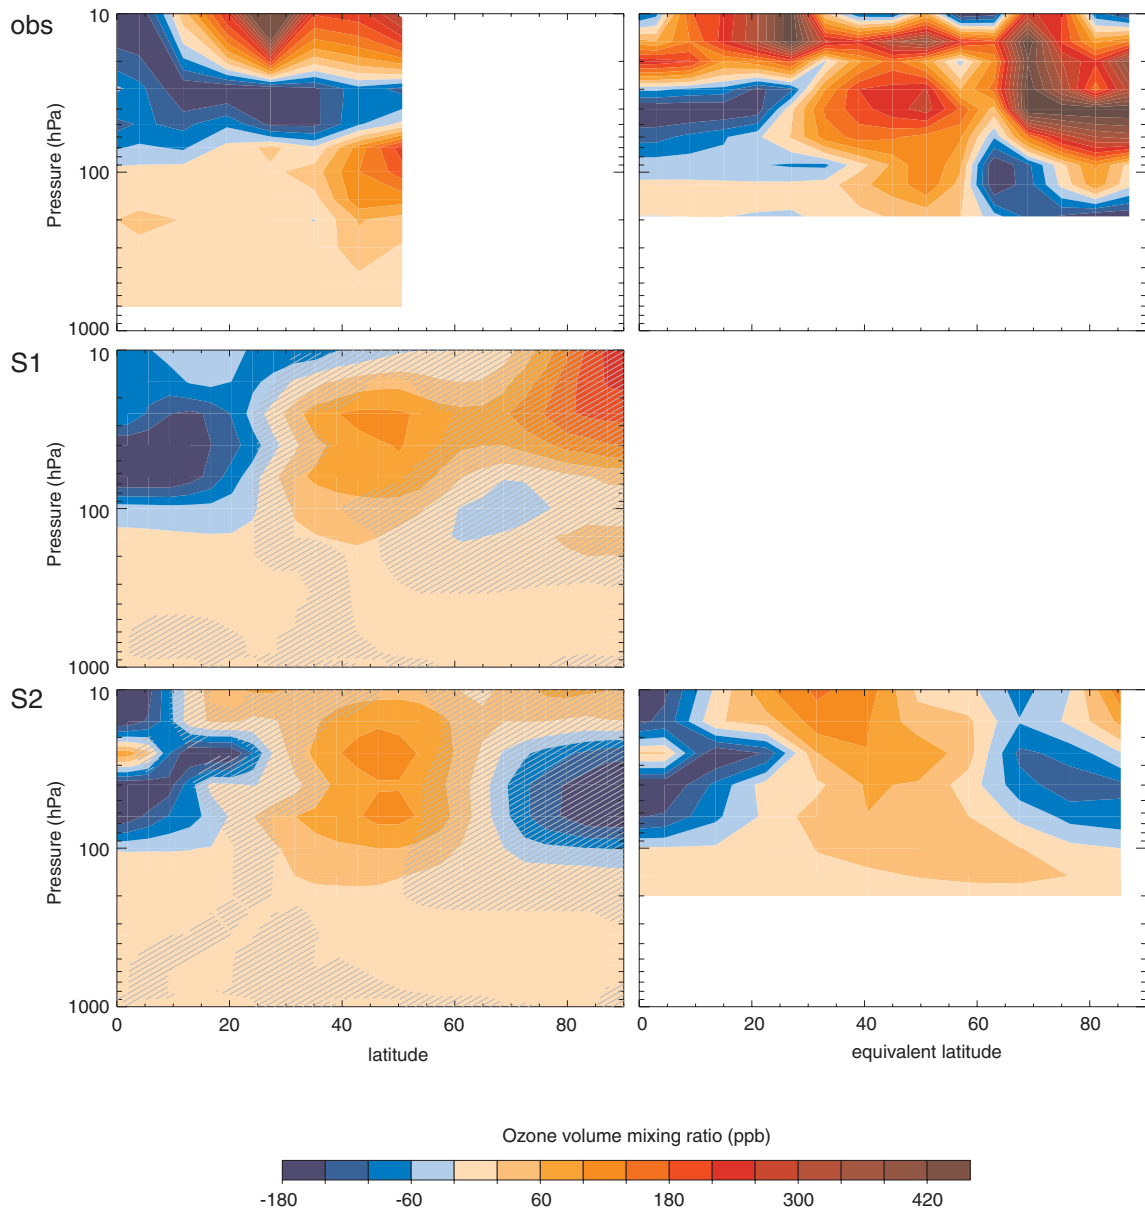 obs
10
100
1000
Pressure (hPa)
S1
10
100
1000
Pressure (hPa)
S2
10
100
1000
Pressure (hPa)
0 20 40 60 80
latitude
0 20 40 60 80
equivalent latitude
Ozone volume mixing ratio (ppb)
-180 -60 60 180 300 420